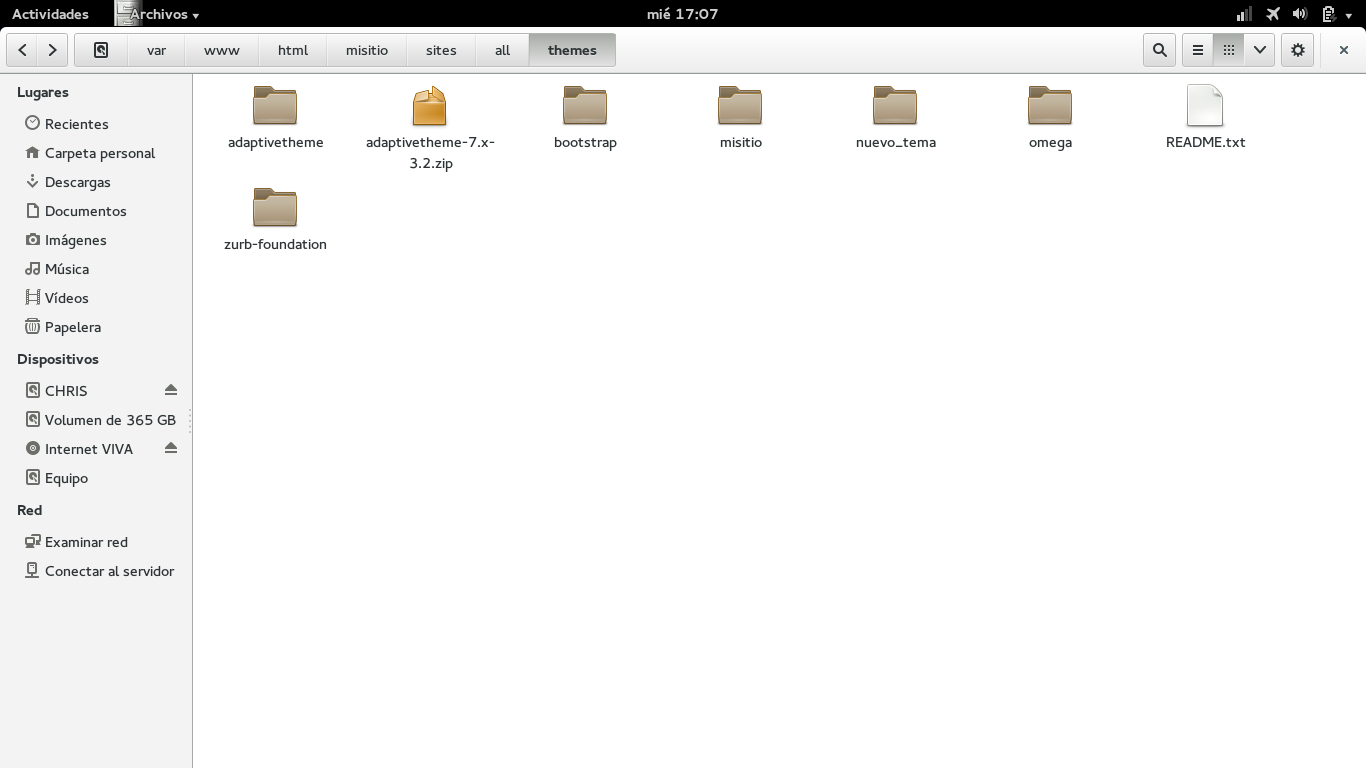 Actividades Archivos mié 17:07
var www html misitio sites all themes
Lugares
Recientes
Carpeta personal
Descargas
Documentos
Imágenes
Música
Vídeos
Papelera
Dispositivos
CHRIS
Volumen de 365 GB
Internet VIVA
Equipo
Red
Examinar red
Conectar al servidor
adaptivetheme adaptivetheme-7.x- bootstrap misitio nuevo_tema omega README.txt
3.2.zip
zurb-foundation